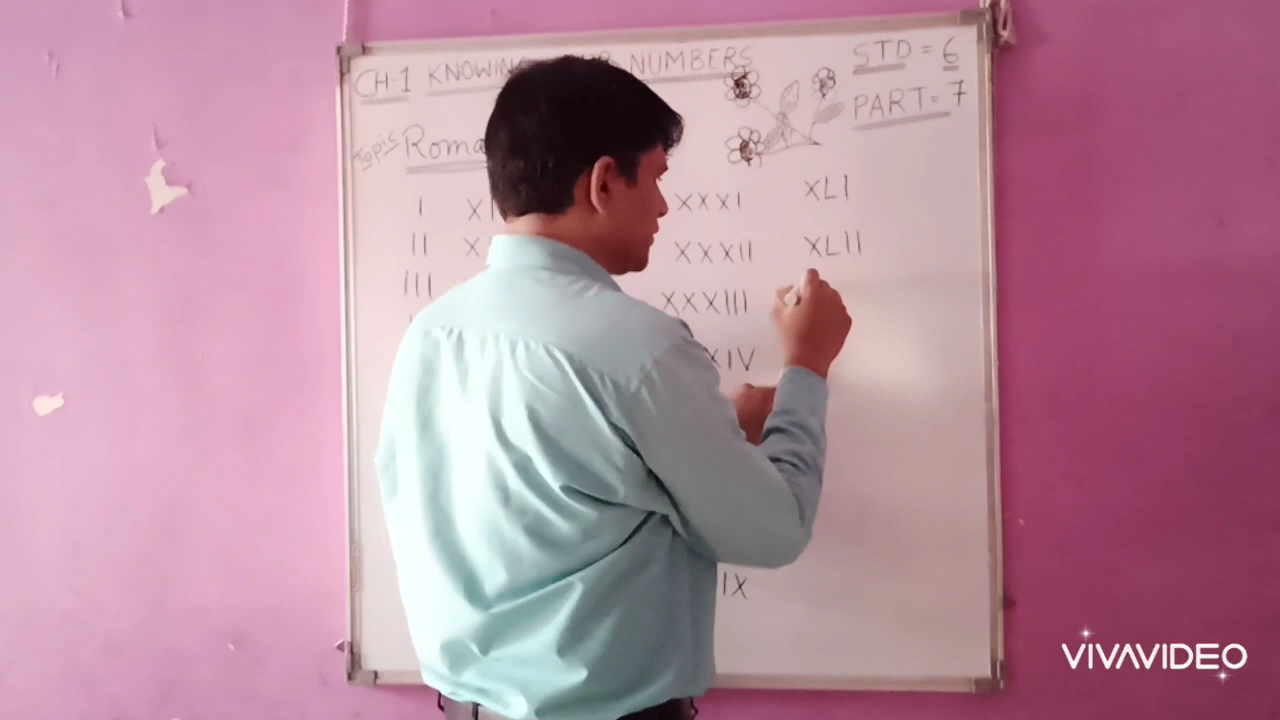 CH-1 KNOWING NUMBERS STD = 6
PART = 7
Topic Roma
I XI XXXI XLI
II X XXXII XLII
III XXXIII
XIV
IX
VIVAVIDEO